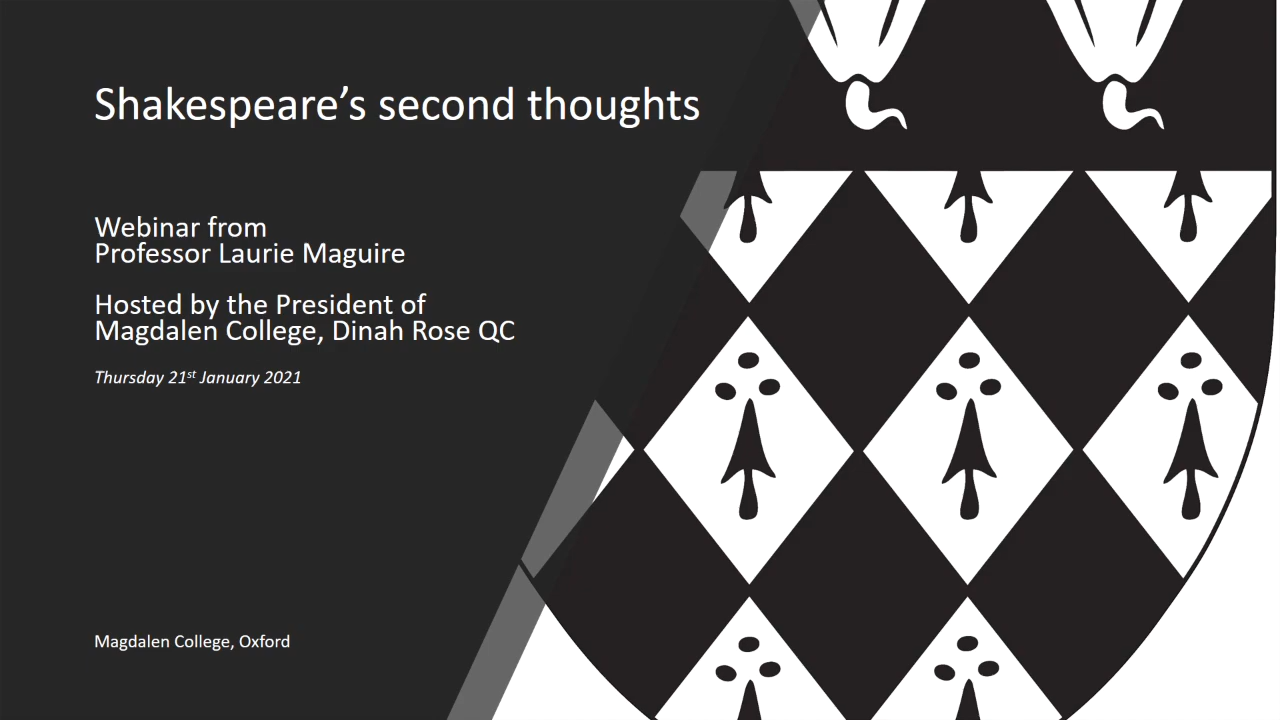 Shakespeare’s second thoughts
Webinar from
Professor Laurie Maguire
Hosted by the President of
Magdalen College, Dinah Rose QC
Thursday 21st January 2021
Magdalen College, Oxford